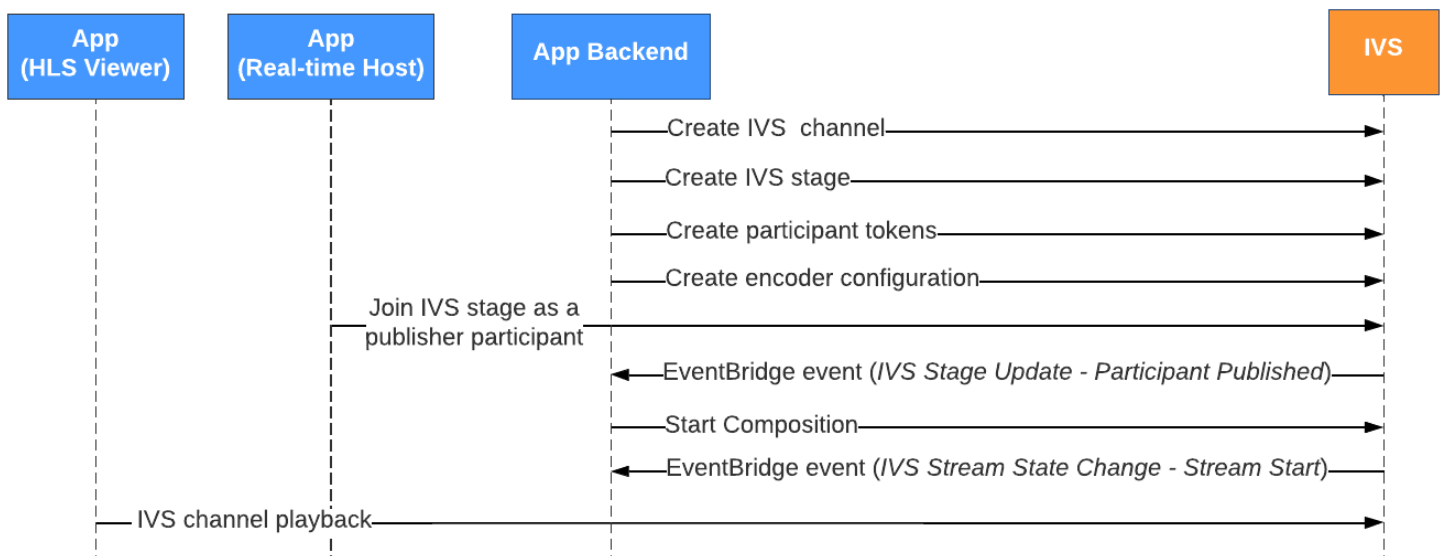 App
(HLS Viewer)
App
(Real-time Host)
App Backend
IVS
Create IVS channel
Create IVS stage
Create participant tokens
Create encoder configuration
Join IVS stage as a
publisher participant
EventBridge event (IVS Stage Update - Participant Published)
Start Composition
EventBridge event (IVS Stream State Change - Stream Start)
IVS channel playback